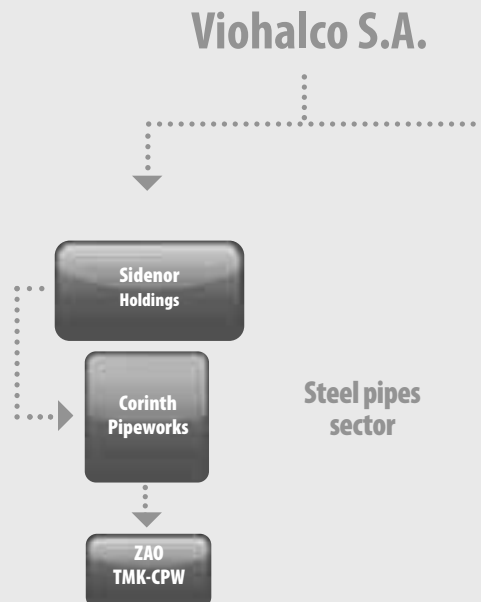 Viohalco S.A.
Sidenor
Holdings
Corinth
Pipeworks
Steel pipes
sector
ZAO
TMK-CPW